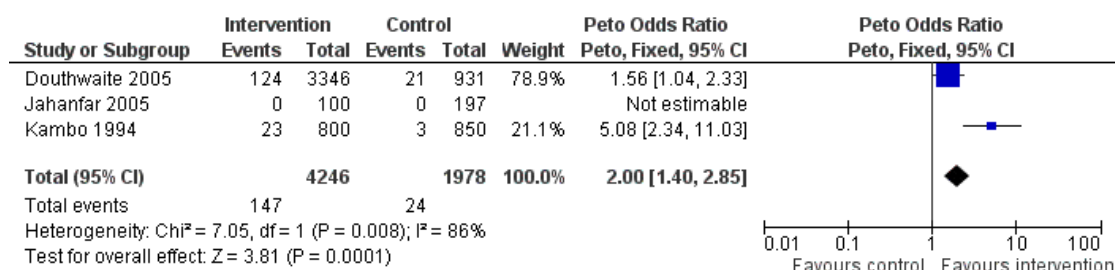 Intervention Control Peto Odds Ratio Peto Odds Ratio
Study or Subgroup Events Total Events Total Weight Peto, Fixed, 95% CI Peto, Fixed, 95% CI
Douthwaite 2005 124 3346 21 931 78.9% 1.56 [1.04, 2.33]
Jahanfar 2005 0 100 0 197 Not estimable
Kambo 1994 23 800 3 850 21.1% 5.08 [2.34, 11.03]
Total (95% CI) 4246 1978 100.0% 2.00 [1.40, 2.85]
Total events 147 24
Heterogeneity: Chi² = 7.05, df = 1 (P = 0.008); I² = 86%
Test for overall effect: Z = 3.81 (P = 0.0001)
0.01 0.1 1 10 100
Favours control Favours intervention